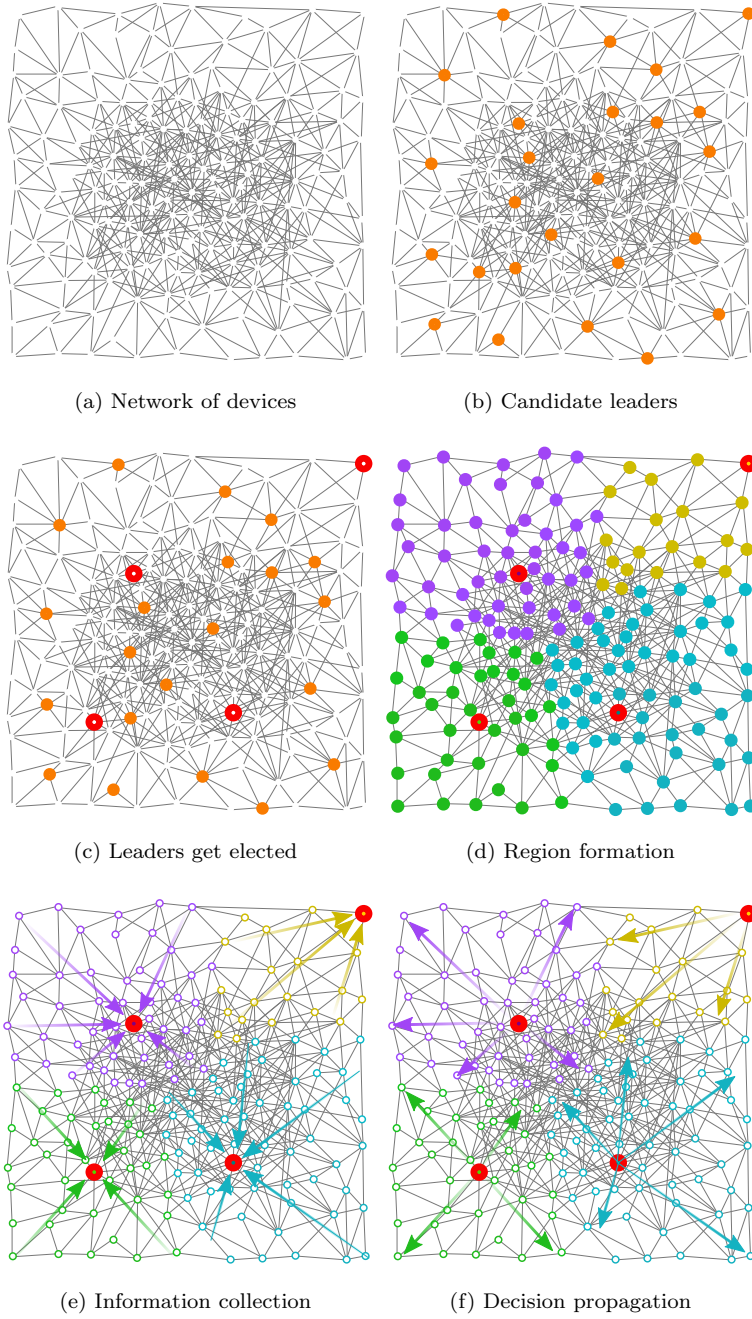 (a) Network of devices
(b) Candidate leaders
(c) Leaders get elected
(d) Region formation
(e) Information collection
(f) Decision propagation